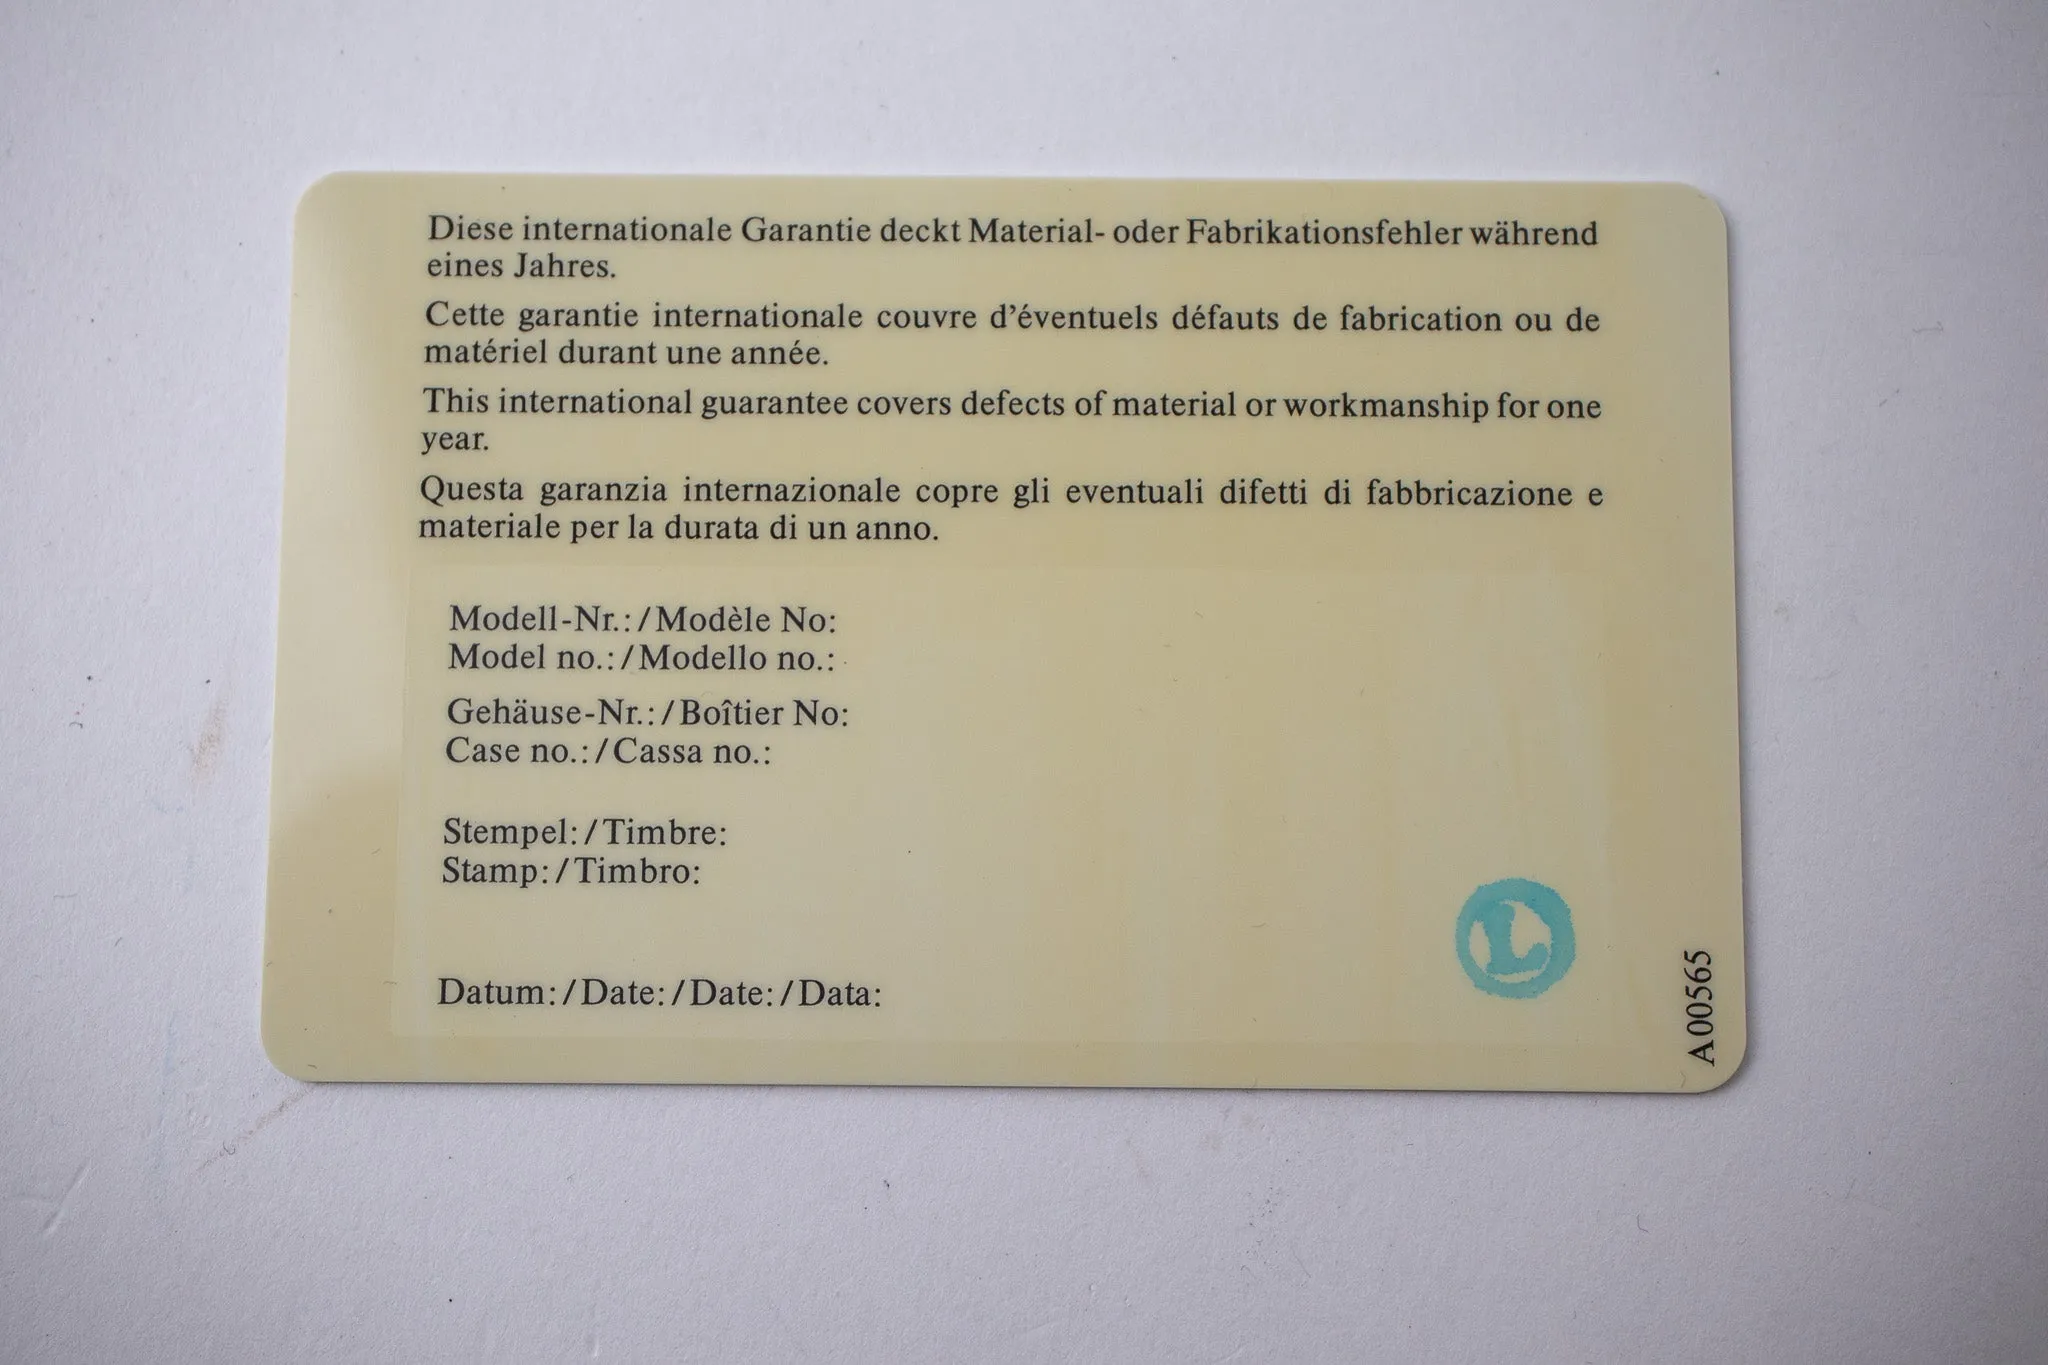 Diese internationale Garantie deckt Material- oder Fabrikationsfehler während
eines Jahres.
Cette garantie internationale couvre d’éventuels défauts de fabrication ou de
matériel durant une année.
This international guarantee covers defects of material or workmanship for one
year.
Questa garanzia internazionale copre gli eventuali difetti di fabbricazione e
materiale per la durata di un anno.
Modell-Nr.:/Modèle No:
Model no.:/Modello no.:
Gehäuse-Nr.:/Boîtier No:
Case no.:/Cassa no.:
Stempel:/Timbre:
Stamp:/Timbro:
Datum:/Date:/Date:/Data:
L
A00565